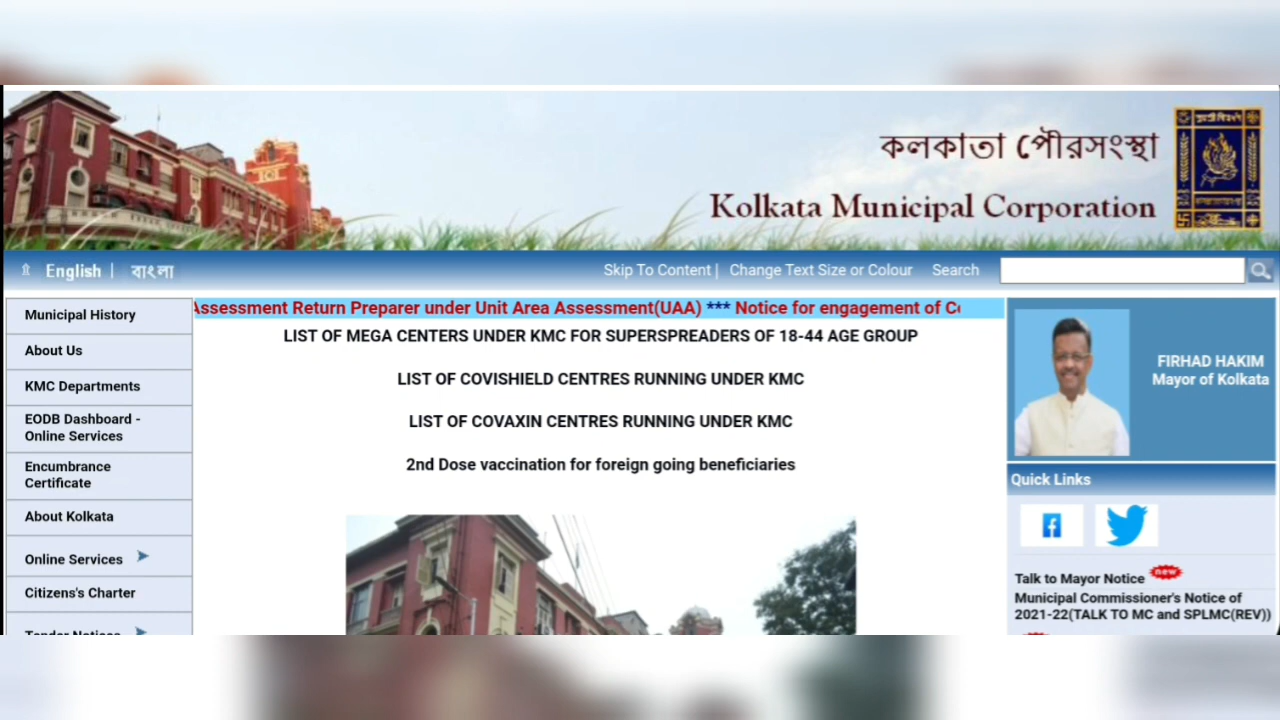 কলকাতা পৌরসংস্থা
Kolkata Municipal Corporation
English | বাংলা
Skip To Content | Change Text Size or Colour Search
Municipal History
About Us
KMC Departments
EODB Dashboard -
Online Services
Encumbrance
Certificate
About Kolkata
Online Services
Citizens's Charter
Tender Notices
Assessment Return Preparer under Unit Area Assessment(UAA) *** Notice for engagement of
LIST OF MEGA CENTERS UNDER KMC FOR SUPERSPREADERS OF 18-44 AGE GROUP
LIST OF COVISHIELD CENTRES RUNNING UNDER KMC
LIST OF COVAXIN CENTRES RUNNING UNDER KMC
2nd Dose vaccination for foreign going beneficiaries
FIRHAD HAKIM
Mayor of Kolkata
Quick Links
Talk to Mayor Notice new
Municipal Commissioner's Notice of
2021-22(TALK TO MC and SPLMC(REV))